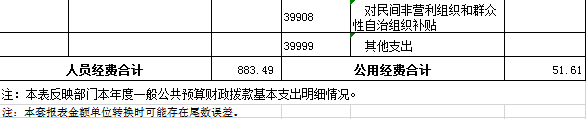 39908 对民间非营利组织和群众
性自治组织补贴
39999 其他支出
人员经费合计 883.49 公用经费合计 51.61
注：本表反映部门本年度一般公共预算财政拨款基本支出明细情况。
注：本套报表金额单位转换时可能存在尾数误差。